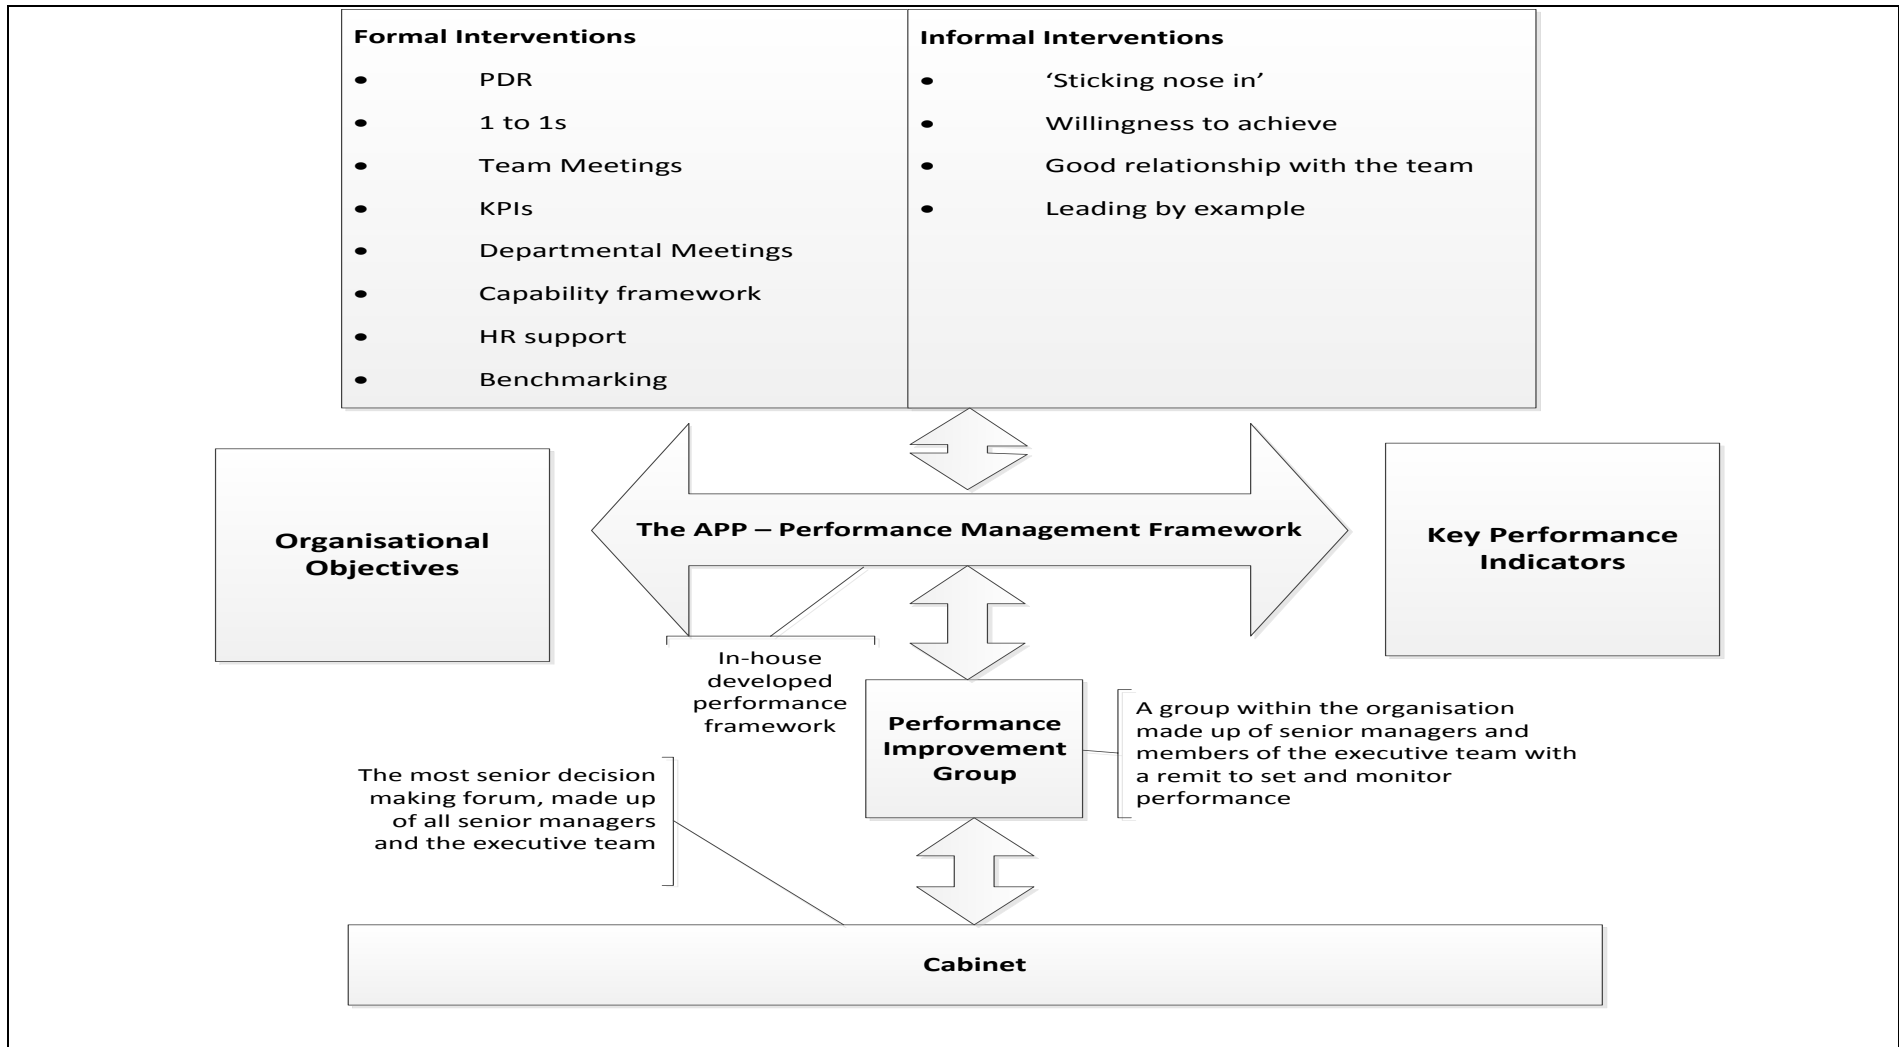 Formal Interventions
• PDR
• 1 to 1s
• Team Meetings
• KPIs
• Departmental Meetings
• Capability framework
• HR support
• Benchmarking
Informal Interventions
• ‘Sticking nose in’
• Willingness to achieve
• Good relationship with the team
• Leading by example
Organisational
Objectives
The APP – Performance Management Framework
Key Performance
Indicators
In-house
developed
performance
framework
Performance
Improvement
Group
A group within the organisation
made up of senior managers and
members of the executive team with
a remit to set and monitor
performance
The most senior decision
making forum, made up
of all senior managers
and the executive team
Cabinet